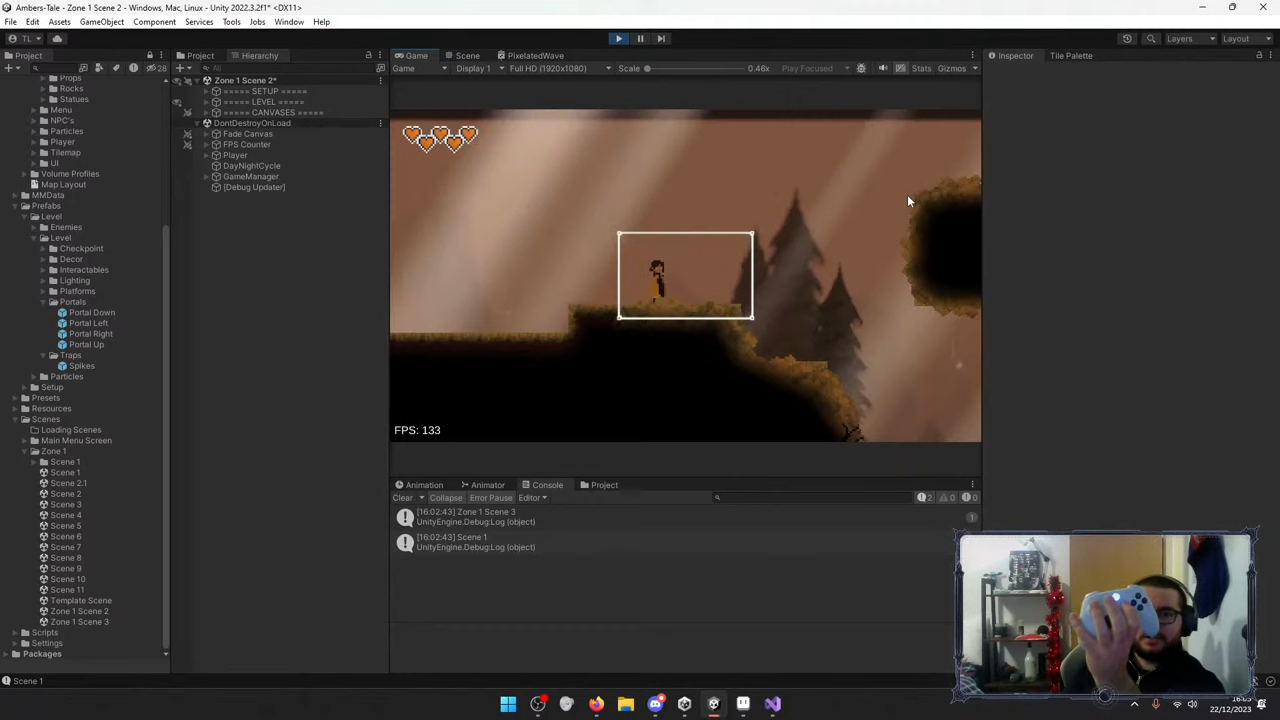 Ambers-Tale - Zone 1 Scene 2 - Windows, Mac, Linux - Unity 2022.3.2f1* <DX11>
File Edit Assets GameObject Component Services Tools Jobs Window Help
TL Layers Layout
Project Project Hierarchy Game Scene PixelatedWave Inspector Tile Palette
28 All Game Display 1 Full HD (1920x1080) Scale 0.46x Play Focused Stats Gizmos
Props
Rocks
Statues
Menu
NPC's
Particles
Player
Tilemap
UI
Volume Profiles
Map Layout
MMData
Prefabs
Level
Enemies
Level
Checkpoint
Decor
Interactables
Lighting
Platforms
Portals
Portal Down
Portal Left
Portal Right
Portal Up
Traps
Spikes
Particles
Setup
Presets
Resources
Scenes
Loading Scenes
Main Menu Screen
Zone 1
Scene 1
Scene 1
Scene 2.1
Scene 2
Scene 3
Scene 4
Scene 5
Scene 6
Scene 7
Scene 8
Scene 9
Scene 10
Scene 11
Template Scene
Zone 1 Scene 2
Zone 1 Scene 3
Scripts
Settings
Packages
Zone 1 Scene 2*
===== SETUP =====
===== LEVEL =====
===== CANVASES =====
DontDestroyOnLoad
Fade Canvas
FPS Counter
Player
DayNightCycle
GameManager
[Debug Updater]
FPS: 133
Animation Animator Console Project
Clear Collapse Error Pause Editor 2 0 0
[16:02:43] Zone 1 Scene 3
UnityEngine.Debug:Log (object)
1
[16:02:43] Scene 1
UnityEngine.Debug:Log (object)
Scene 1
22/12/2023